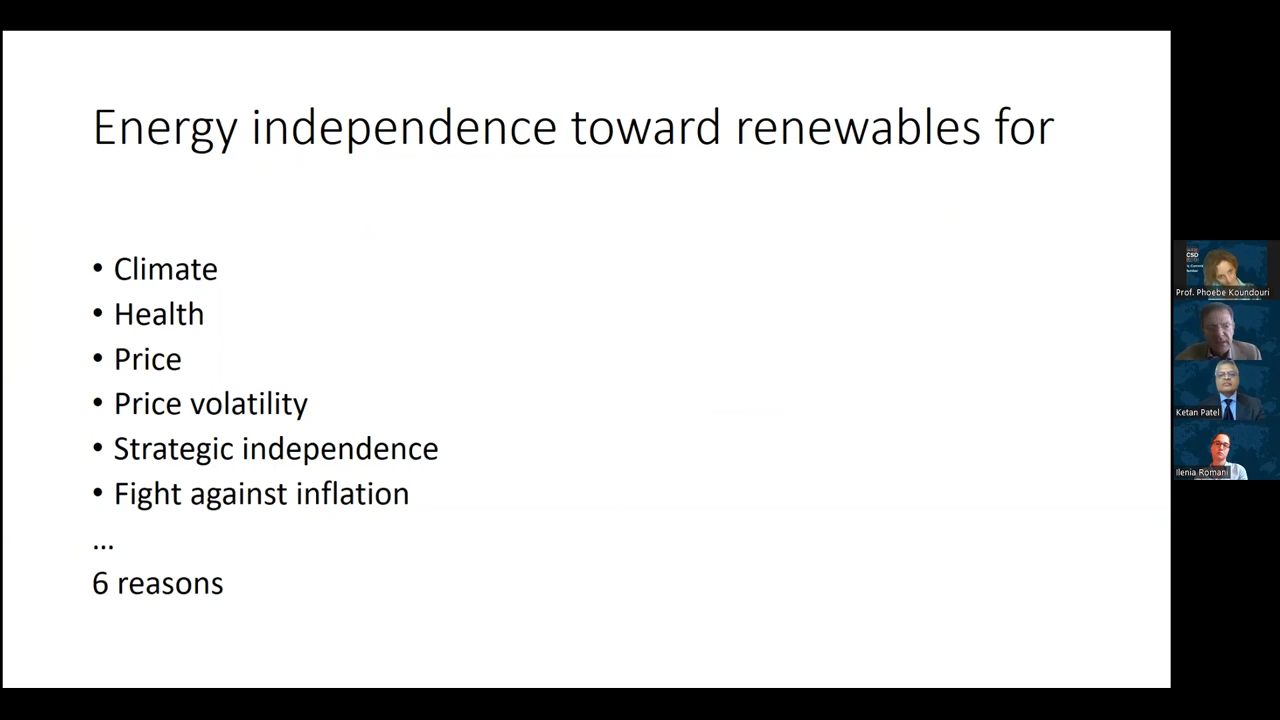 Energy independence toward renewables for
• Climate
• Health
• Price
• Price volatility
• Strategic independence
• Fight against inflation
...
6 reasons
CSD
Prof. Phoebe Koundouri
Ketan Patel
Ilenia Romani